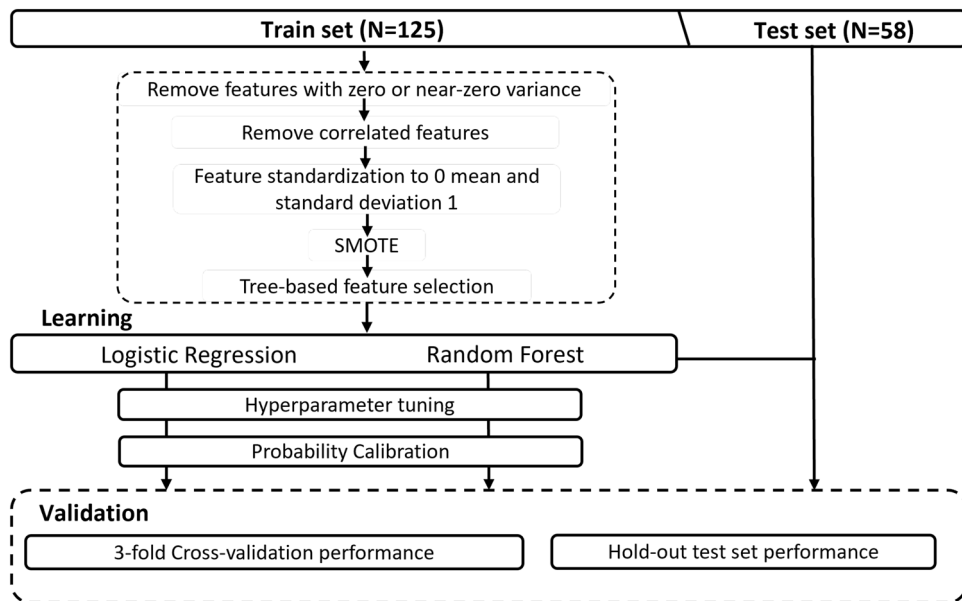 Train set (N=125)
Test set (N=58)
Remove features with zero or near-zero variance
Remove correlated features
Feature standardization to 0 mean and
standard deviation 1
SMOTE
Tree-based feature selection
Learning
Logistic Regression
Random Forest
Hyperparameter tuning
Probability Calibration
Validation
3-fold Cross-validation performance
Hold-out test set performance